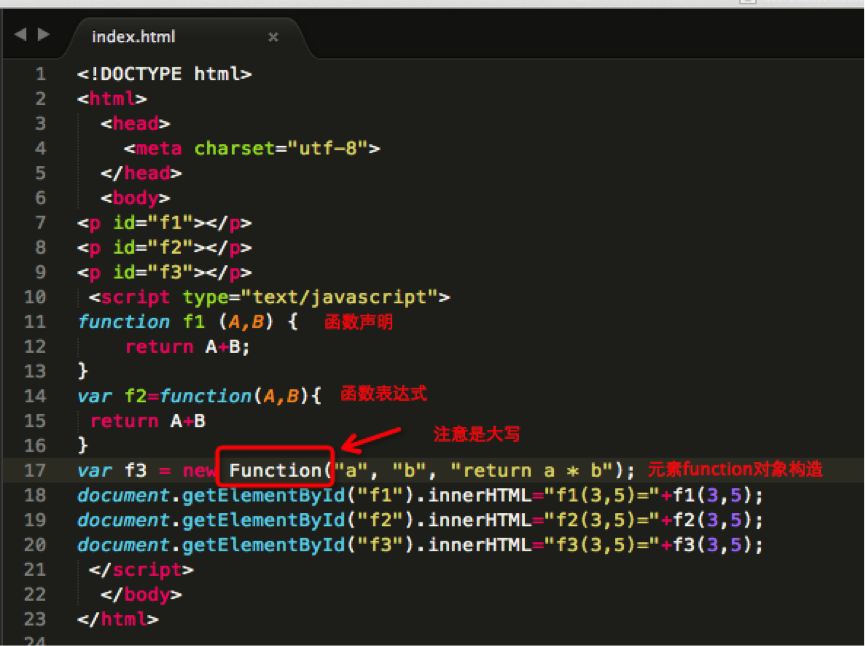 index.html ×
1 <!DOCTYPE html>
2 <html>
3 <head>
4 <meta charset="utf-8">
5 </head>
6 <body>
7 <p id="f1"></p>
8 <p id="f2"></p>
9 <p id="f3"></p>
10 <script type="text/javascript">
11 function f1 (A,B) { 函数声明
12 return A+B;
13 }
14 var f2=function(A,B){ 函数表达式
15 return A+B
注意是大写
16 }
17 var f3 = new Function("a", "b", "return a * b"); 元素function对象构造
18 document.getElementById("f1").innerHTML="f1(3,5)="+f1(3,5);
19 document.getElementById("f2").innerHTML="f2(3,5)="+f2(3,5);
20 document.getElementById("f3").innerHTML="f3(3,5)="+f3(3,5);
21 </script>
22 </body>
23 </html>
24